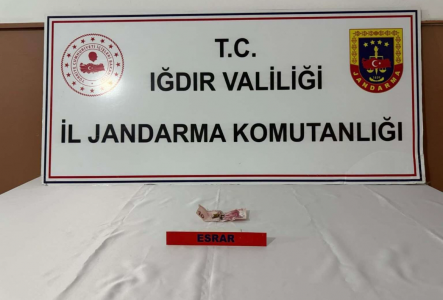 T.C.
IĞDIR VALİLİĞİ
İL JANDARMA KOMUTANLIĞI
JANDARMA
ESRAR